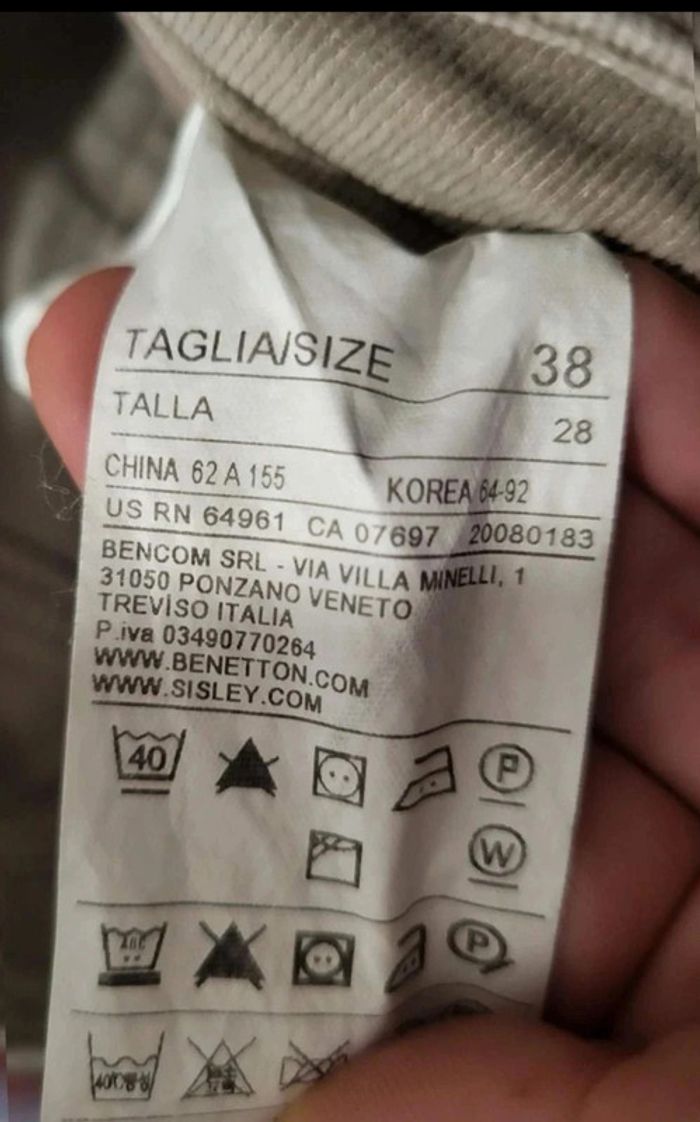 TAGLIA/SIZE 38
TALLA 28
CHINA 62 A 155 KOREA 64-92
US RN 64961 CA 07697 20080183
BENCOM SRL - VIA VILLA MINELLI, 1
31050 PONZANO VENETO
TREVISO ITALIA
P.iva 03490770264
WWW.BENETTON.COM
WWW.SISLEY.COM
40 P
W
P